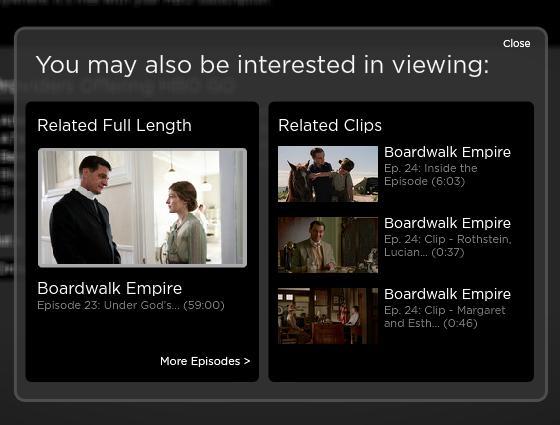 Close
You may also be interested in viewing:
Related Full Length
Boardwalk Empire
Episode 23: Under God's... (59:00)
More Episodes >
Related Clips
Boardwalk Empire
Ep. 24: Inside the
Episode (6:03)
Boardwalk Empire
Ep. 24: Clip - Rothstein,
Lucian... (0:37)
Boardwalk Empire
Ep. 24: Clip - Margaret
and Esth... (0:46)